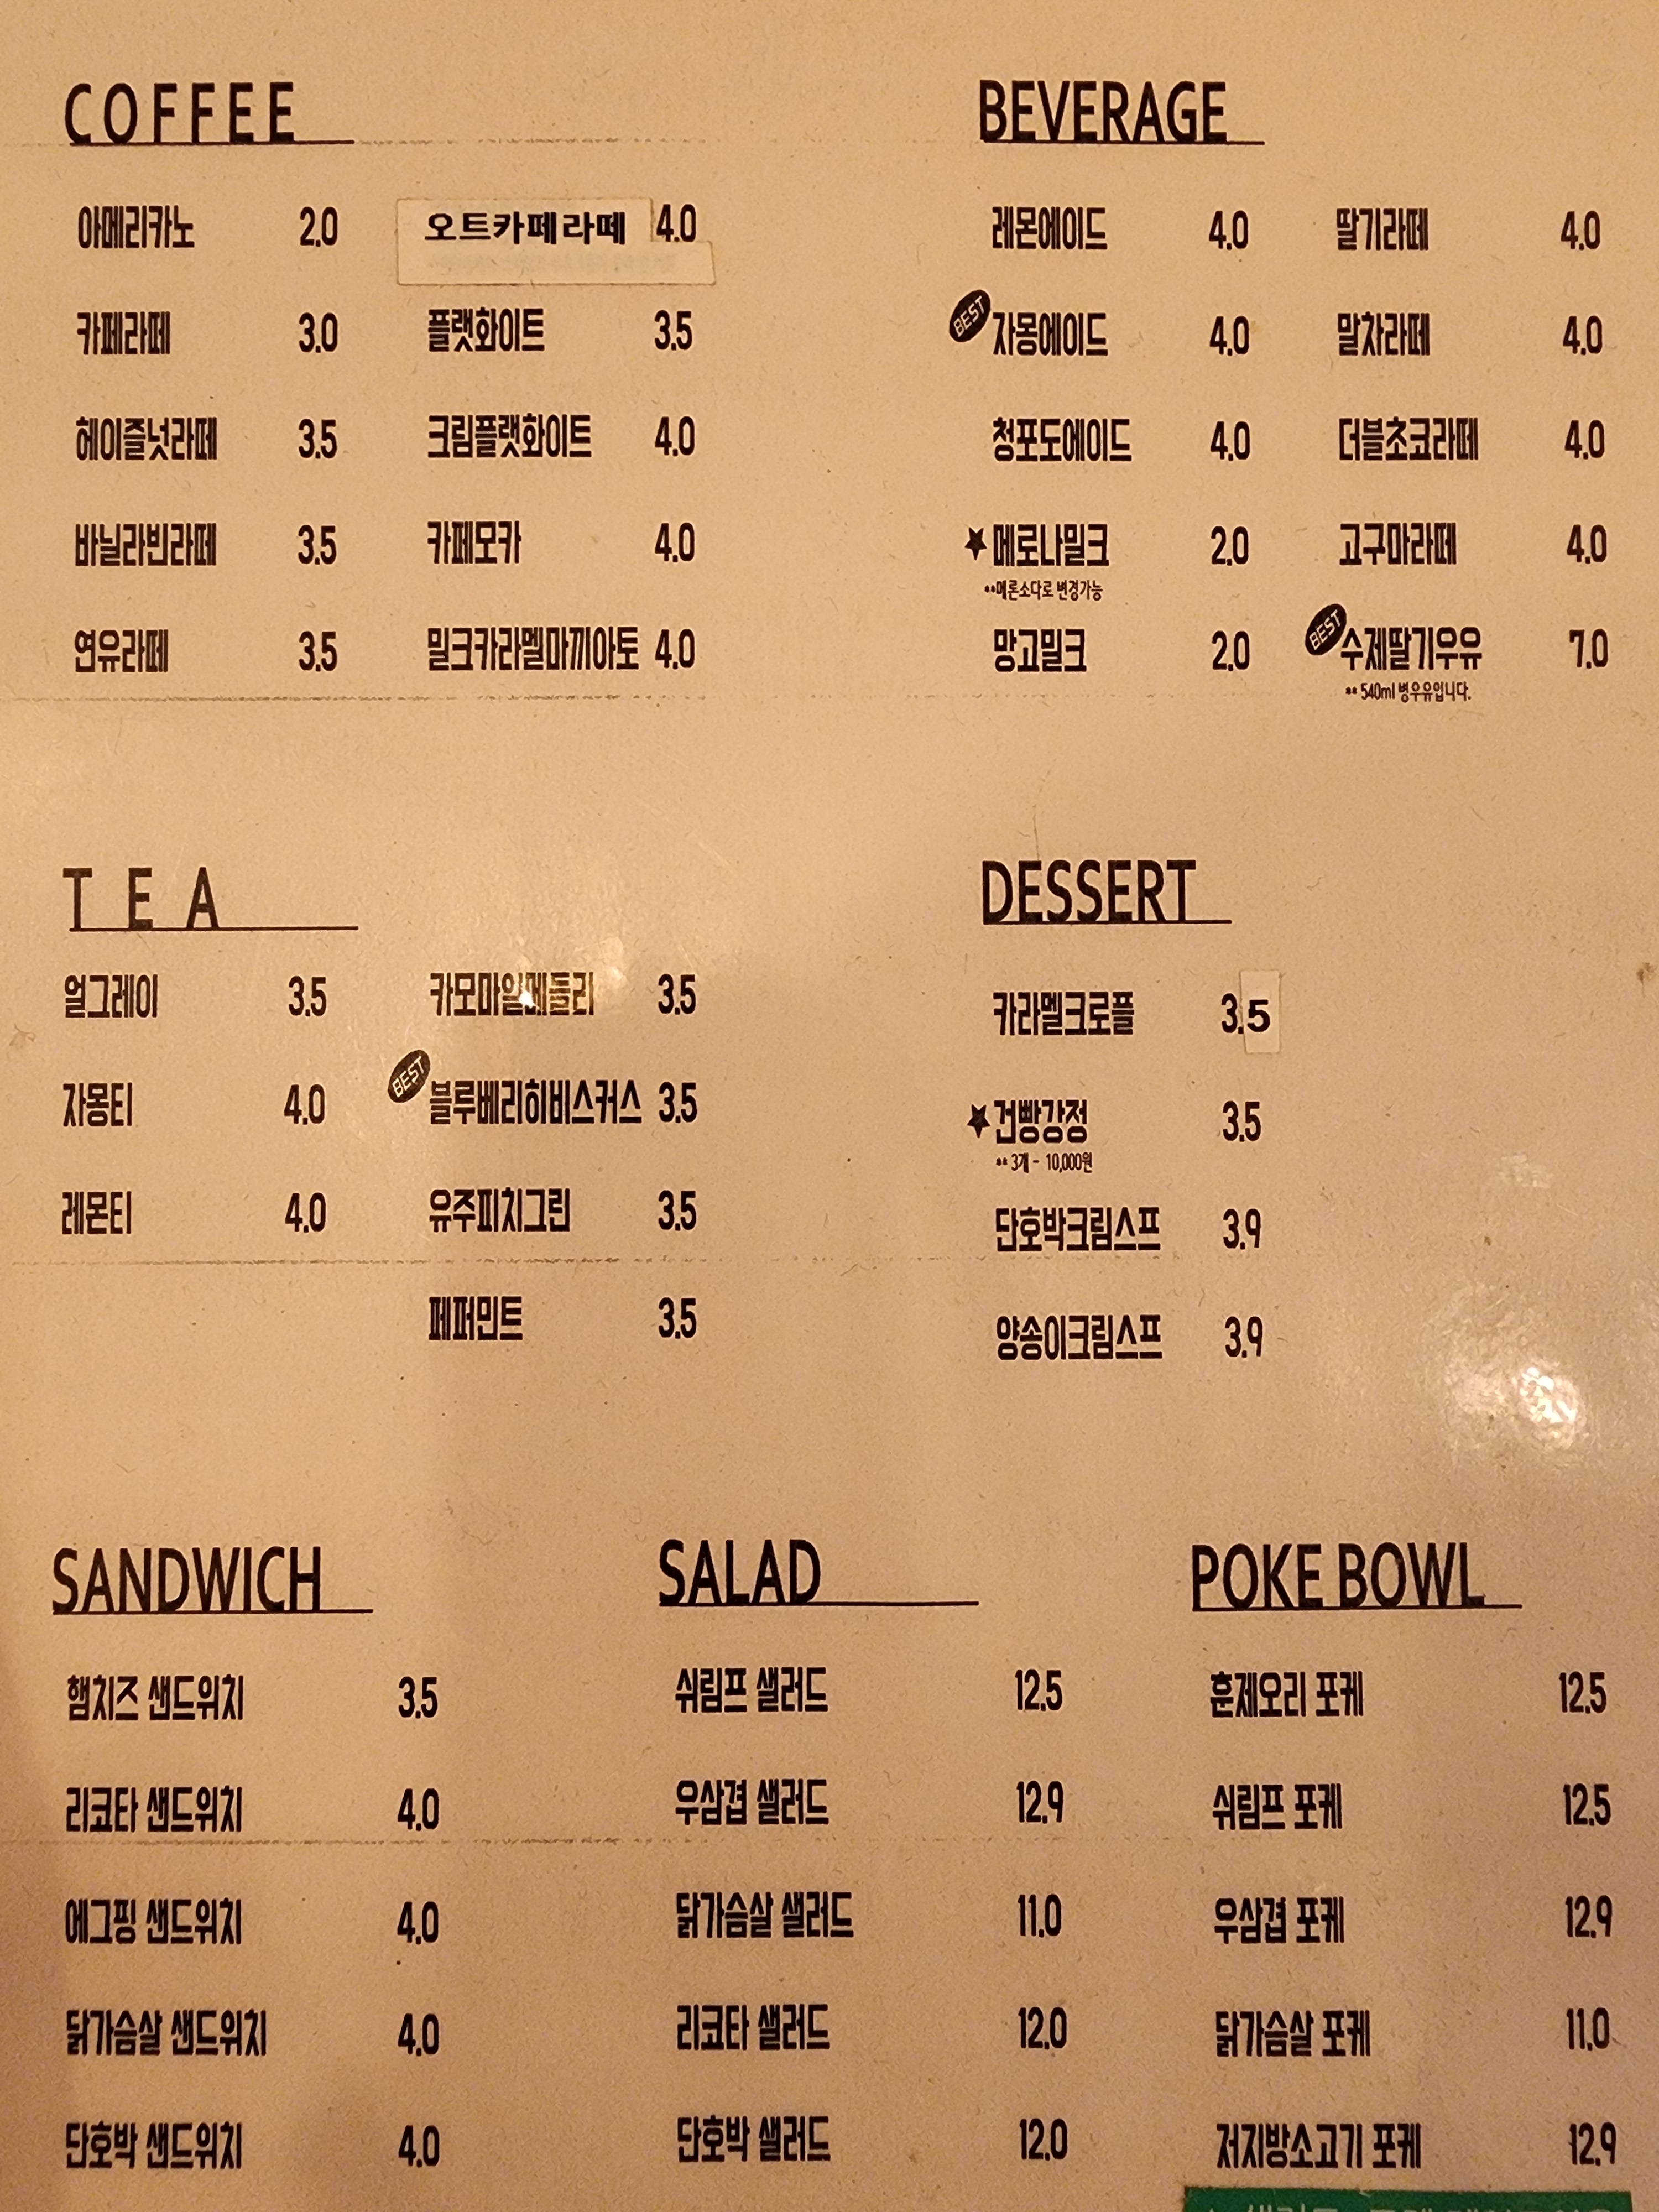 COFFEE
아메리카노 2.0
카페라떼 3.0
헤이즐넛라떼 3.5
바닐라빈라떼 3.5
연유라떼 3.5
오트카페라떼 4.0
플랫화이트 3.5
크림플랫화이트 4.0
카페모카 4.0
밀크카라멜마끼아토 4.0
BEVERAGE
레몬에이드 4.0
BEST 자몽에이드 4.0
청포도에이드 4.0
★메로나밀크 2.0
**메론소다로 변경가능
망고밀크 2.0
딸기라떼 4.0
말차라떼 4.0
더블초코라떼 4.0
고구마라떼 4.0
BEST 수제딸기우유 7.0
** 540ml 병우유입니다.
TEA
얼그레이 3.5
자몽티 4.0
레몬티 4.0
카모마일메들리 3.5
BEST 블루베리히비스커스 3.5
유주피치그린 3.5
페퍼민트 3.5
DESSERT
카라멜크로플 3.5
★건빵강정 3.5
** 3개 - 10,000원
단호박크림스프 3.9
양송이크림스프 3.9
SANDWICH
햄치즈 샌드위치 3.5
리코타 샌드위치 4.0
에그핑 샌드위치 4.0
닭가슴살 샌드위치 4.0
단호박 샌드위치 4.0
SALAD
쉬림프 샐러드 12.5
우삼겹 샐러드 12.9
닭가슴살 샐러드 11.0
리코타 샐러드 12.0
단호박 샐러드 12.0
POKE BOWL
훈제오리 포케 12.5
쉬림프 포케 12.5
우삼겹 포케 12.9
닭가슴살 포케 11.0
저지방소고기 포케 12.9